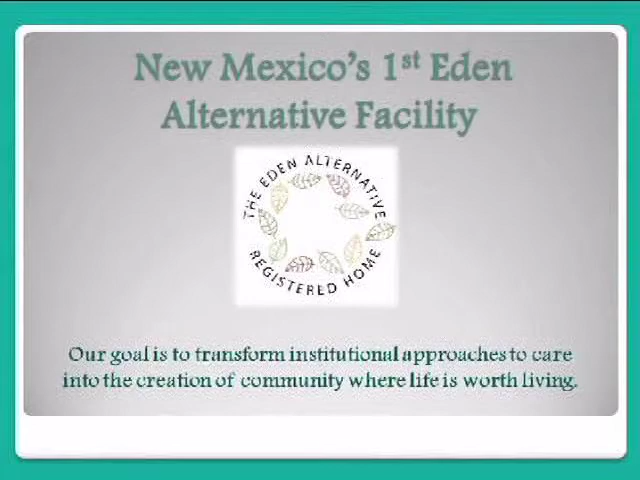 New Mexico's 1st Eden
Alternative Facility
THE EDEN ALTERNATIVE
REGISTERED HOME
Our goal is to transform institutional approaches to care
into the creation of community where life is worth living.